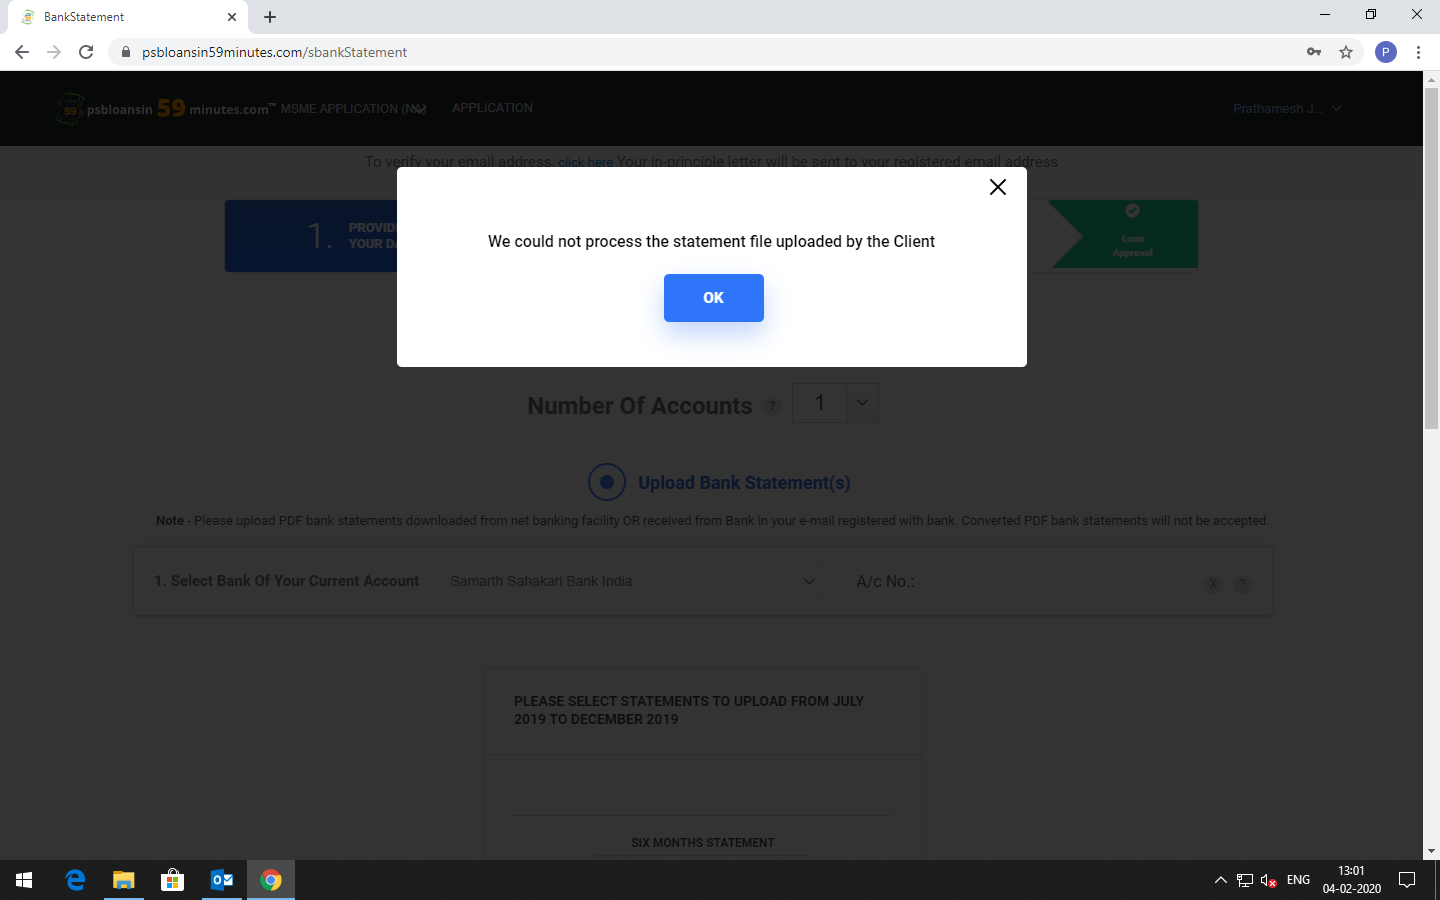 BankStatement
psbloansin59minutes.com/sbankStatement
P
59 psbloansin 59 minutes.com™ MSME APPLICATION (N
APPLICATION
Prathamesh J...
To verify your email address, click here Your in-principle letter will be sent to your registered email address
1.
PROVID
YOUR DA
Loan
Approval
We could not process the statement file uploaded by the Client
OK
Number Of Accounts ? 1
Upload Bank Statement(s)
Note - Please upload PDF bank statements downloaded from net banking facility OR received from Bank in your e-mail registered with bank. Converted PDF bank statements will not be accepted.
1. Select Bank Of Your Current Account Samarth Sahakari Bank India A/c No.: X ?
PLEASE SELECT STATEMENTS TO UPLOAD FROM JULY
2019 TO DECEMBER 2019
SIX MONTHS STATEMENT
ENG
13:01
04-02-2020